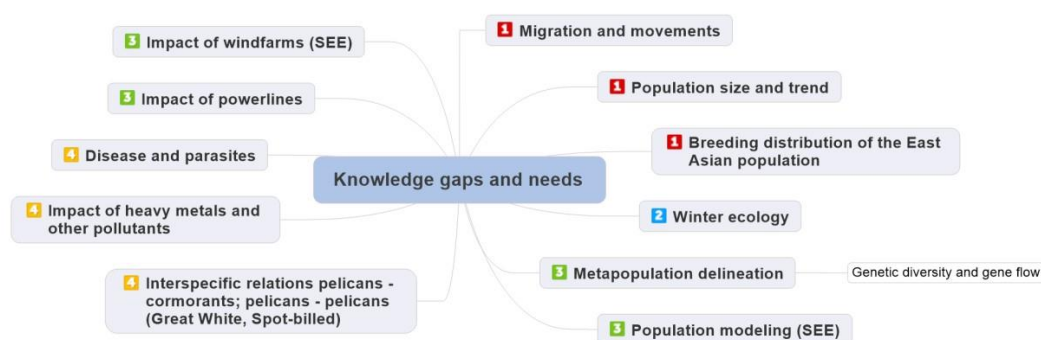 Knowledge gaps and needs
1 Migration and movements
1 Population size and trend
1 Breeding distribution of the East
Asian population
2 Winter ecology
3 Metapopulation delineation
Genetic diversity and gene flow
3 Population modeling (SEE)
3 Impact of windfarms (SEE)
3 Impact of powerlines
4 Disease and parasites
4 Impact of heavy metals and
other pollutants
4 Interspecific relations pelicans -
cormorants; pelicans - pelicans
(Great White, Spot-billed)